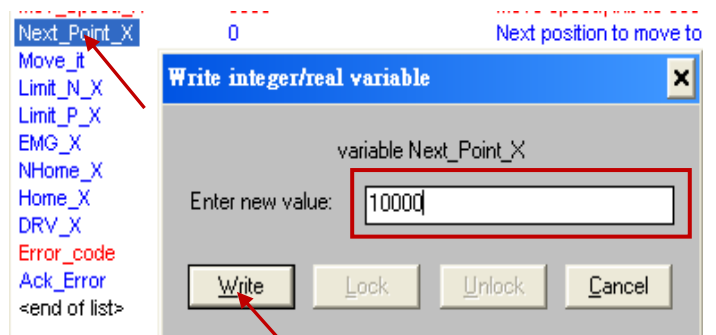 Next_Point_X 0 Next position to move to
Move_it
Limit_N_X
Limit_P_X
EMG_X
NHome_X
Home_X
DRV_X
Error_code
Ack_Error
<end of list>
Write integer/real variable
variable Next_Point_X
Enter new value: 10000
Write Lock Unlock Cancel